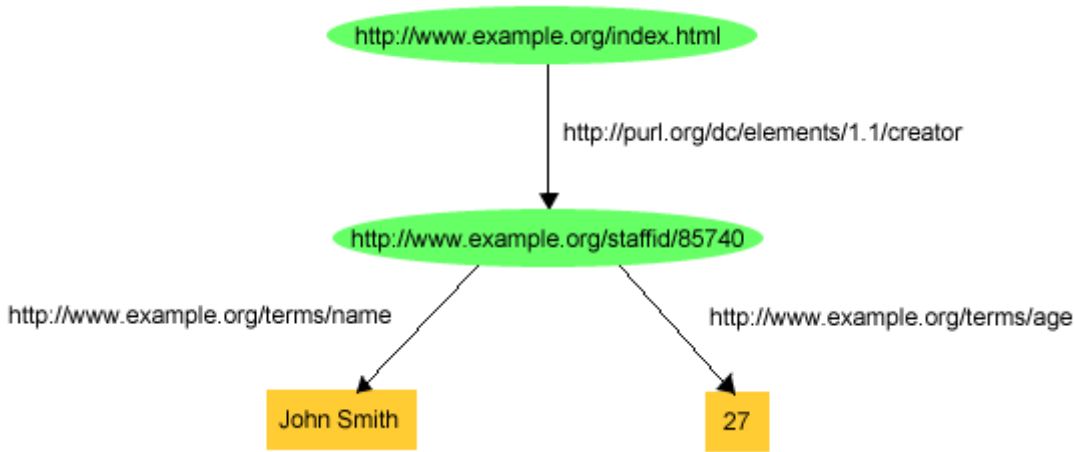 http://www.example.org/index.html
http://purl.org/dc/elements/1.1/creator
http://www.example.org/staffid/85740
http://www.example.org/terms/name
http://www.example.org/terms/age
John Smith
27